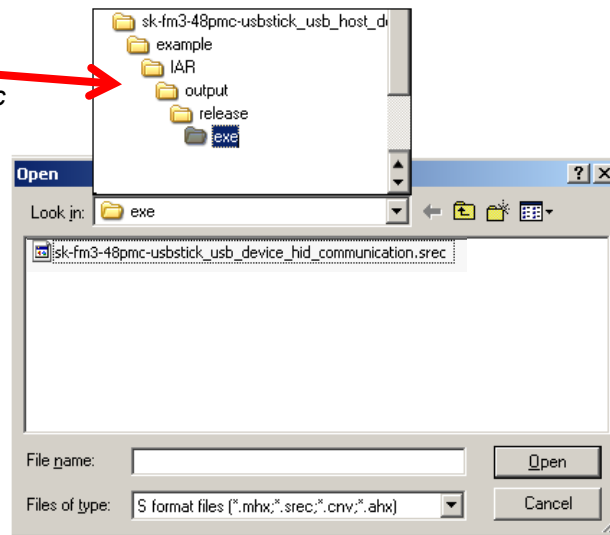 sk-fm3-48pmc-usbstick_usb_host_d
example
IAR
output
release
exe
c
Open
Look in: exe
sk-fm3-48pmc-usbstick_usb_device_hid_communication.srec
File name:
Open
Files of type: S format files (*.mhx;*.srec;*.cnv;*.ahx)
Cancel